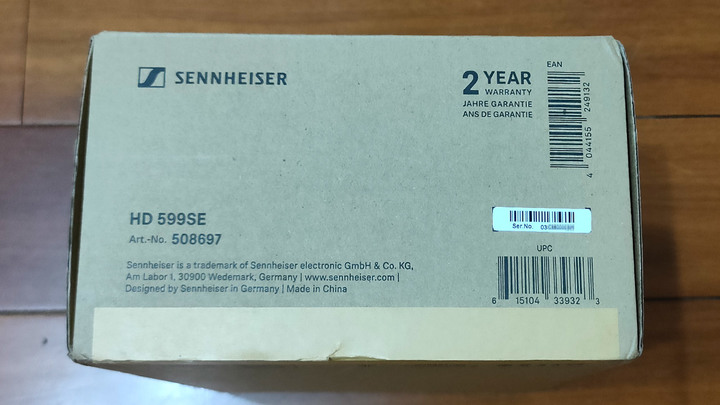 SENNHEISER
2 YEAR
WARRANTY
JAHRE GARANTIE
ANS DE GARANTIE
EAN
4 044155 249132
HD 599SE
Art.-No. 508697
Ser.No. 03
UPC
6 15104 33932 3
Sennheiser is a trademark of Sennheiser electronic GmbH & Co. KG,
Am Labor 1, 30900 Wedemark, Germany | www.sennheiser.com |
Designed by Sennheiser in Germany | Made in China